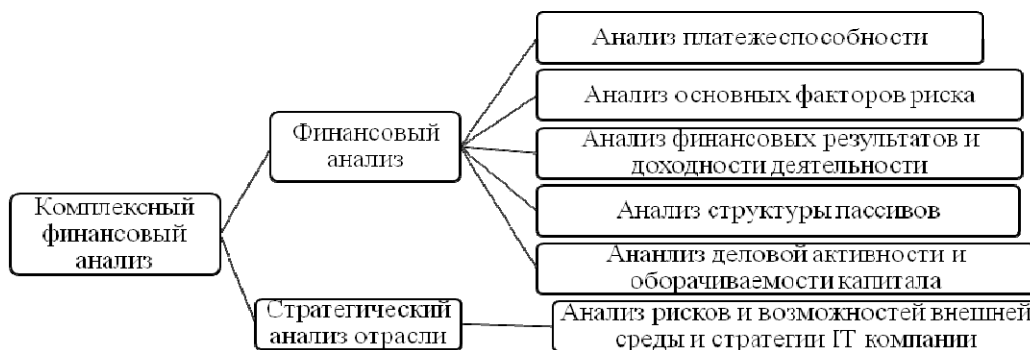 Комплексный
финансовый
анализ
Финансовый
анализ
Анализ платежеспособности
Анализ основных факторов риска
Анализ финансовых результатов и
доходности деятельности
Анализ структуры пассивов
Ананлиз деловой активности и
оборачиваемости капитала
Стратегический
анализ отрасли
Анализ рисков и возможностей внешней
среды и стратегии IT компании